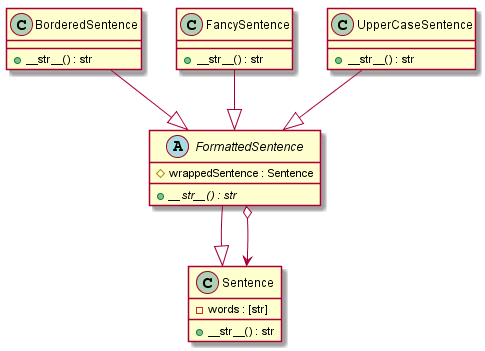 C BorderedSentence
__str__() : str
C FancySentence
__str__() : str
C UpperCaseSentence
__str__() : str
A FormattedSentence
wrappedSentence : Sentence
__str__() : str
C Sentence
words : [str]
__str__() : str